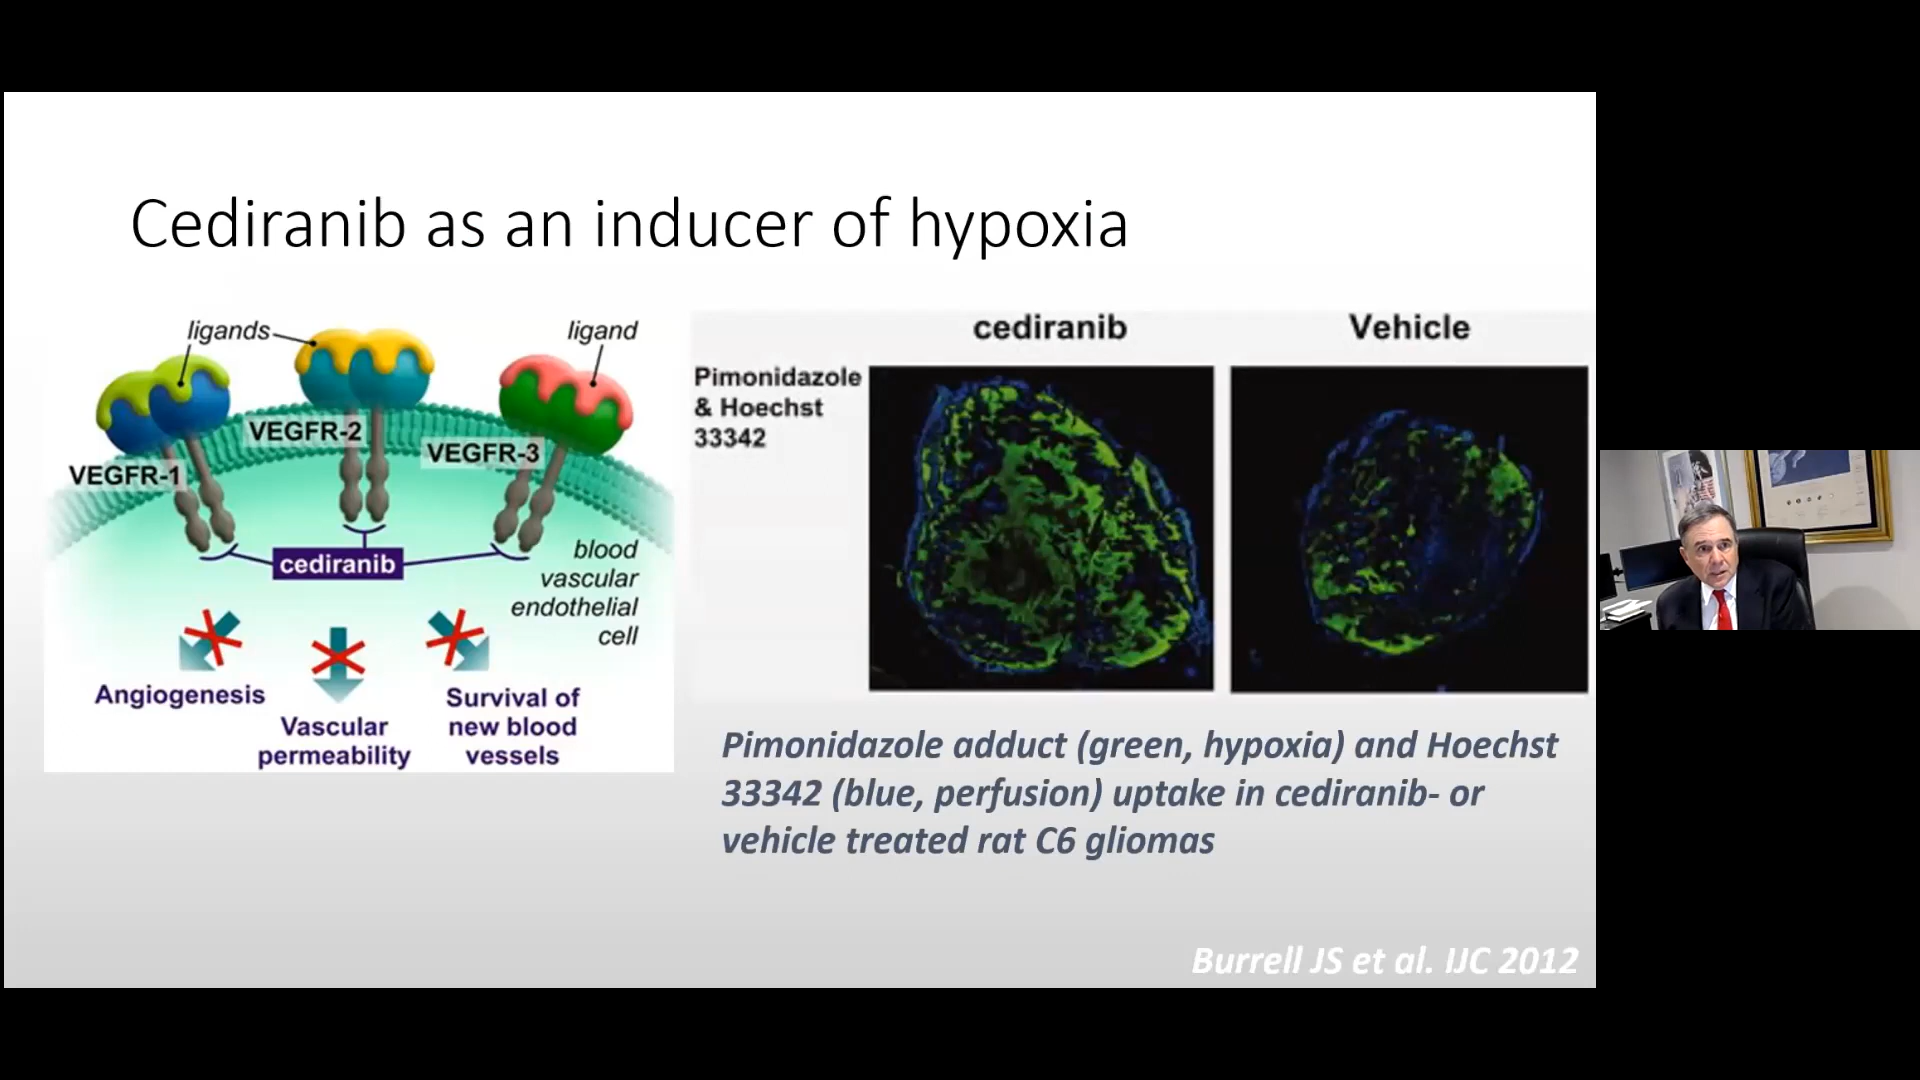 Cediranib as an inducer of hypoxia
ligands
ligand
VEGFR-2
VEGFR-3
VEGFR-1
cediranib
blood
vascular
endothelial
cell
Angiogenesis
Vascular
permeability
Survival of
new blood
vessels
cediranib
Vehicle
Pimonidazole
& Hoechst
33342
Pimonidazole adduct (green, hypoxia) and Hoechst
33342 (blue, perfusion) uptake in cediranib- or
vehicle treated rat C6 gliomas
Burrell JS et al. IJC 2012